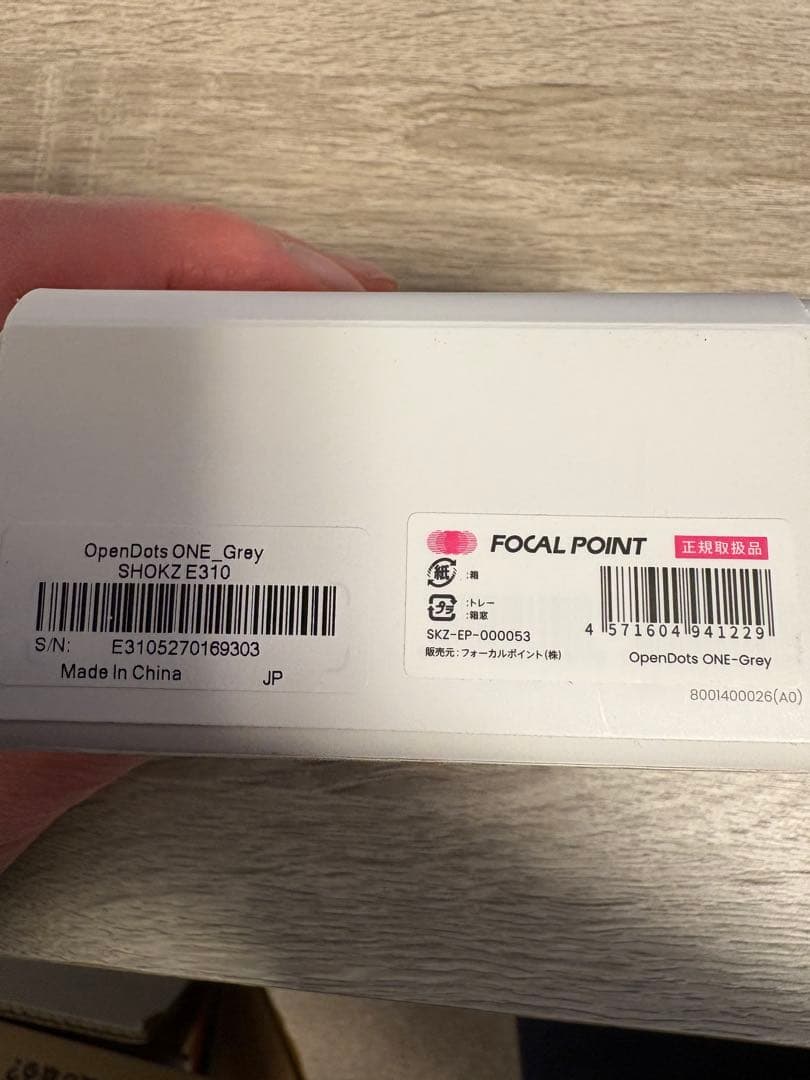 OpenDots ONE_Grey
SHOKZ E310
S/N: E3105270169303
Made In China JP
FOCAL POINT 正規取扱品
紙 :箱
プラ :トレー
:箱窓
SKZ-EP-000053
販売元:フォーカルポイント(株)
4 571604 941229
OpenDots ONE-Grey
8001400026(A0)